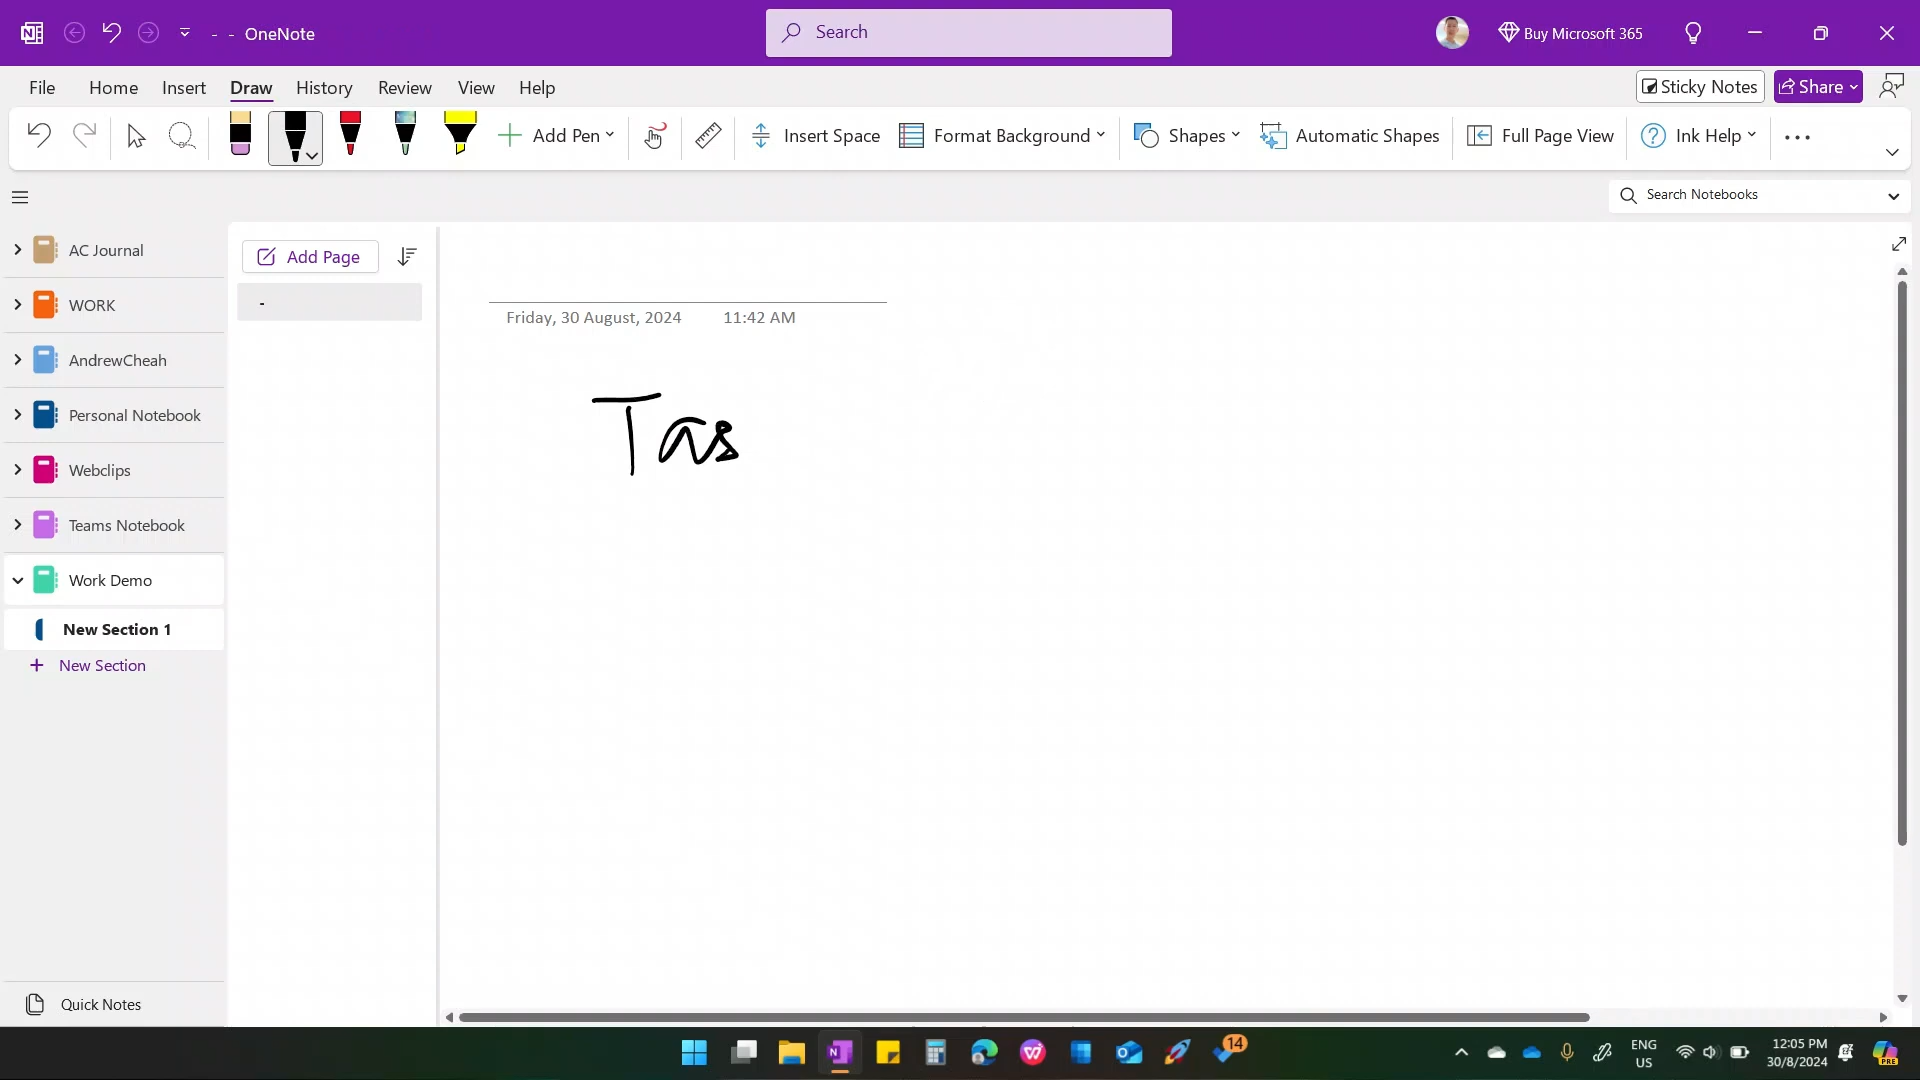 - - OneNote
Search
Buy Microsoft 365
File Home Insert Draw History Review View Help
Sticky Notes Share
Add Pen Insert Space Format Background Shapes Automatic Shapes Full Page View Ink Help
Search Notebooks
AC Journal
WORK
AndrewCheah
Personal Notebook
Webclips
Teams Notebook
Work Demo
New Section 1
+ New Section
Quick Notes
Add Page
-
Friday, 30 August, 2024 11:42 AM
Tas
14
ENG
US
12:05 PM
30/8/2024
PRE